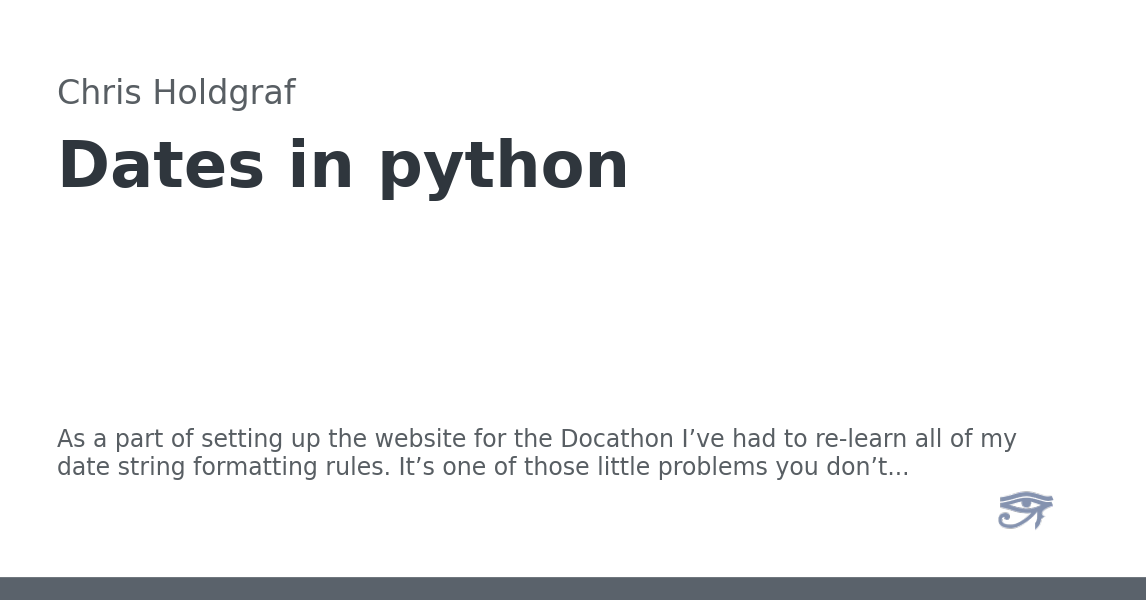 Chris Holdgraf
Dates in python
As a part of setting up the website for the Docathon I’ve had to re-learn all of my
date string formatting rules. It’s one of those little problems you don’t...